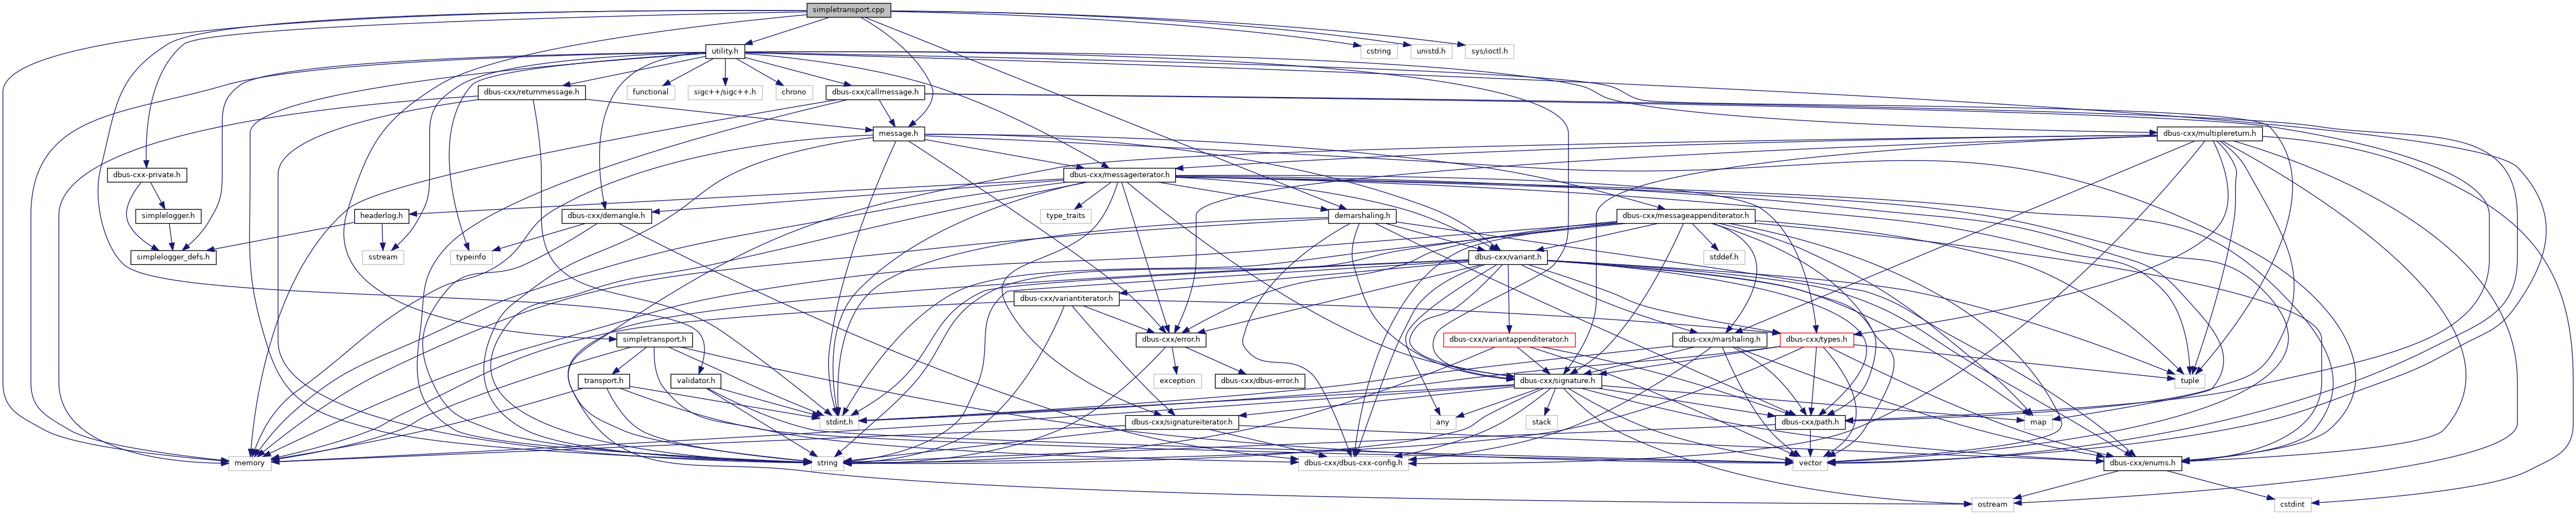 simpletransport.cpp
utility.h
cstring
unistd.h
sys/ioctl.h
dbus-cxx/returnmessage.h
functional
sigc++/sigc++.h
chrono
dbus-cxx/callmessage.h
message.h
dbus-cxx/multiplereturn.h
dbus-cxx-private.h
dbus-cxx/messageiterator.h
simplelogger.h
headerlog.h
dbus-cxx/demangle.h
type_traits
demarshaling.h
dbus-cxx/messageappenditerator.h
simplelogger_defs.h
sstream
typeinfo
dbus-cxx/variant.h
stddef.h
dbus-cxx/variantiterator.h
simpletransport.h
dbus-cxx/error.h
dbus-cxx/variantappenditerator.h
dbus-cxx/marshaling.h
dbus-cxx/types.h
transport.h
validator.h
exception
dbus-cxx/dbus-error.h
dbus-cxx/signature.h
tuple
stdint.h
dbus-cxx/signatureiterator.h
any
stack
dbus-cxx/path.h
map
memory
string
dbus-cxx/dbus-cxx-config.h
vector
dbus-cxx/enums.h
ostream
cstdint